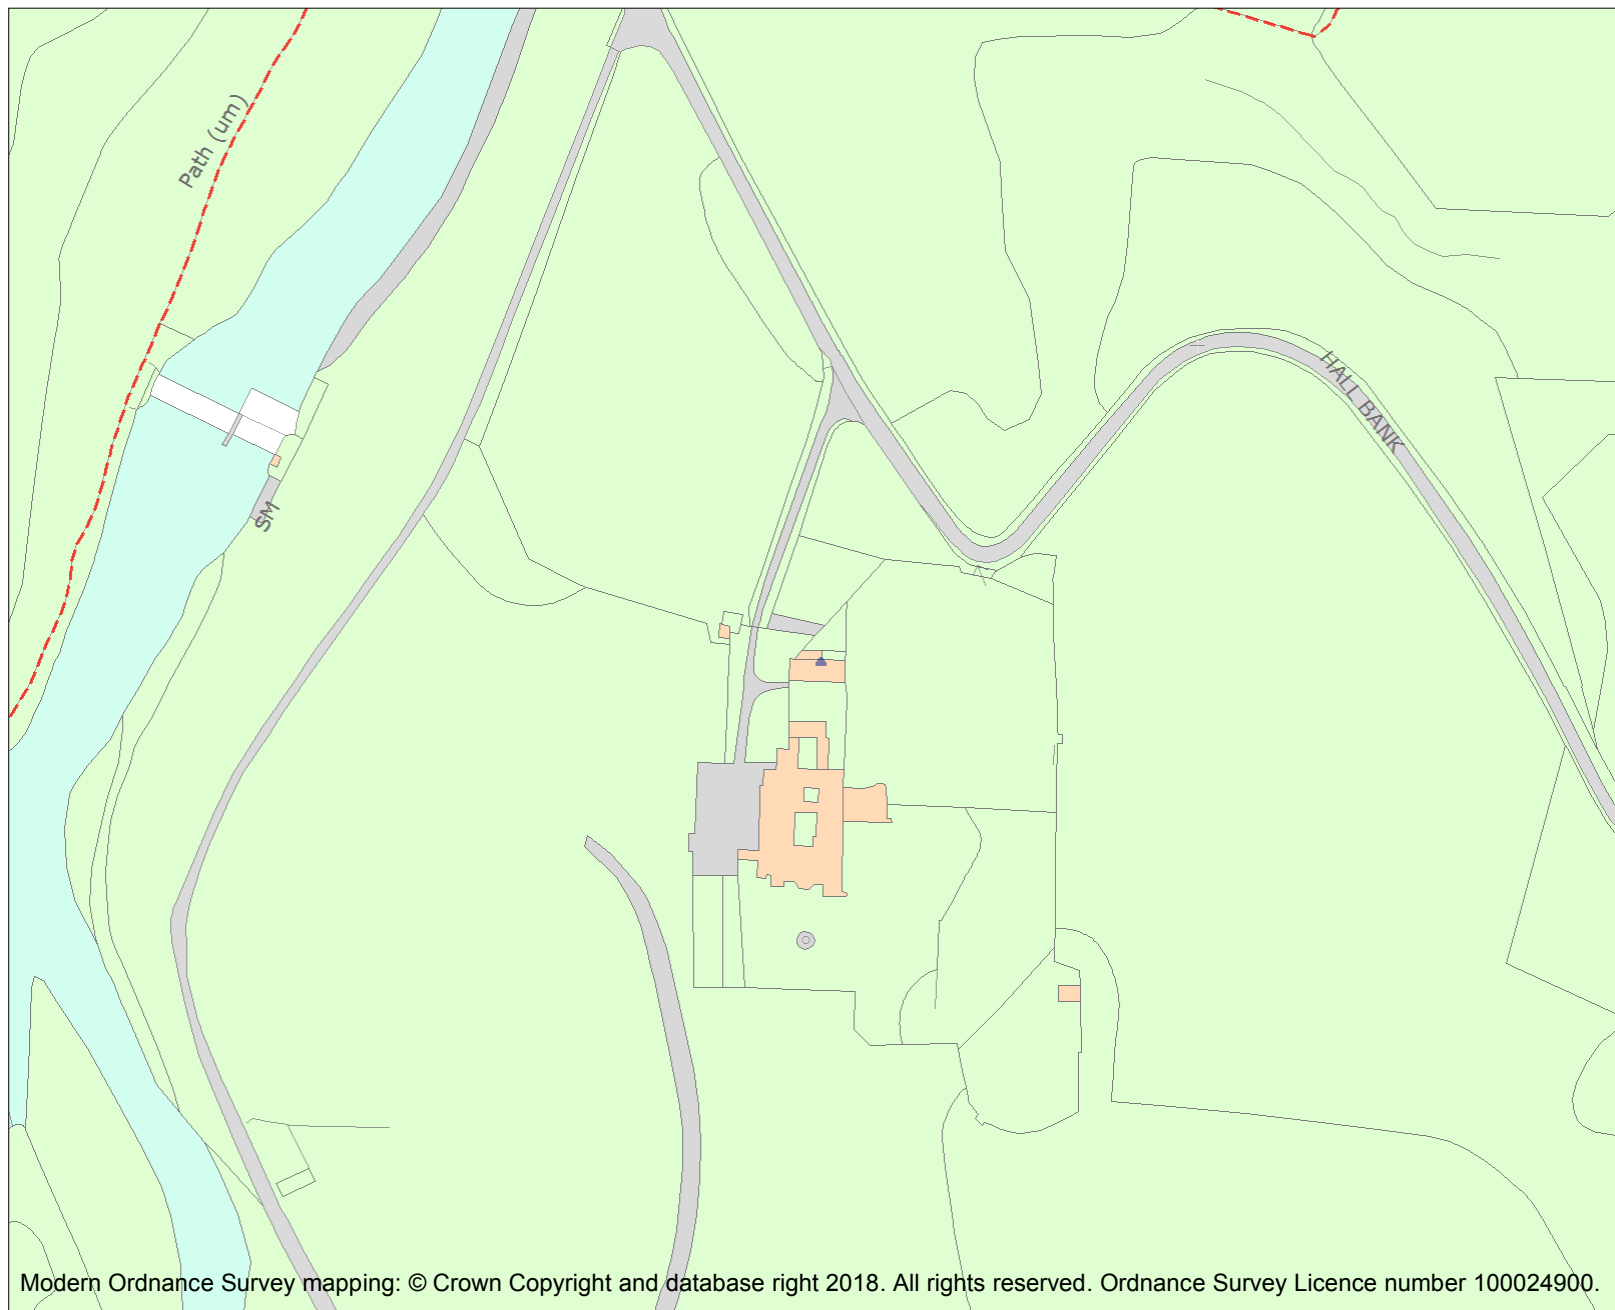 Path (um)
HALL BANK
SM
Modern Ordnance Survey mapping: © Crown Copyright and database right 2018. All rights reserved. Ordnance Survey Licence number 100024900.